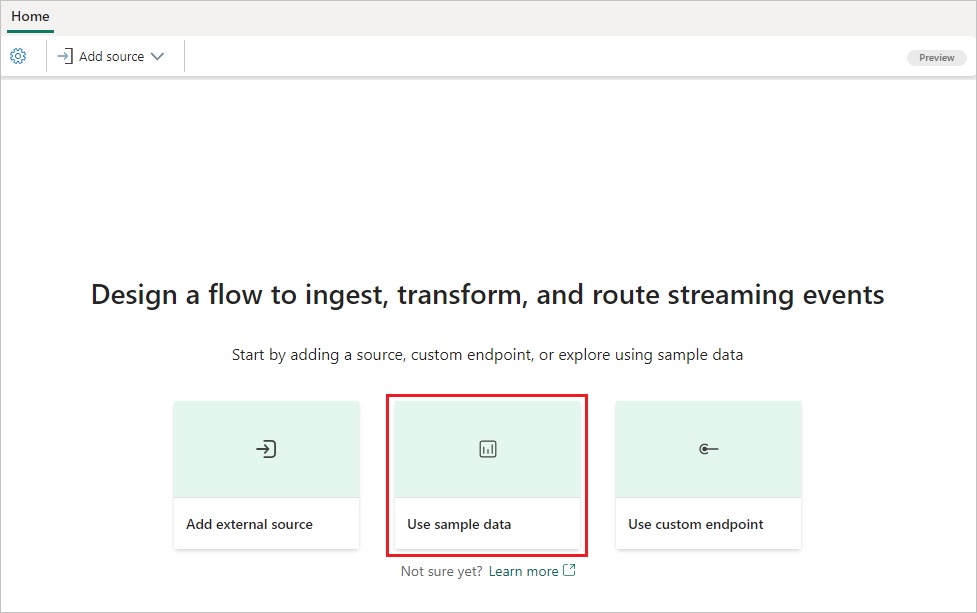 Home
Add source
Preview
Design a flow to ingest, transform, and route streaming events
Start by adding a source, custom endpoint, or explore using sample data
Add external source
Use sample data
Use custom endpoint
Not sure yet? Learn more